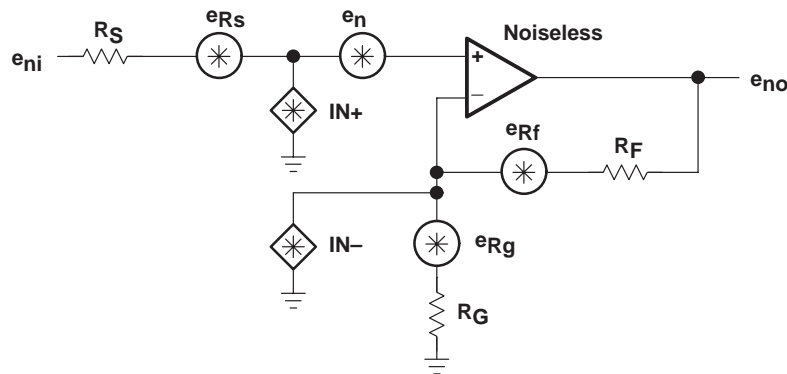 eRs
en
Noiseless
RS
eni
+
eno
IN+
–
eRf
RF
IN–
eRg
RG